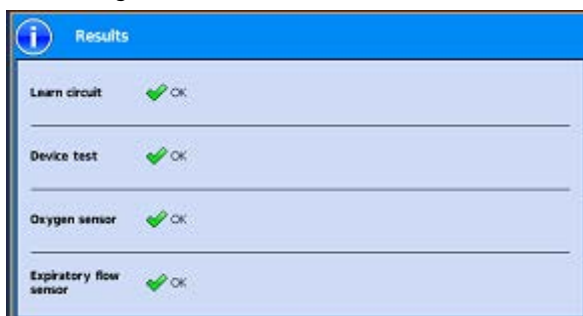 Results
Learn circuit OK
Device test OK
Oxygen sensor OK
Expiratory flow
sensor OK